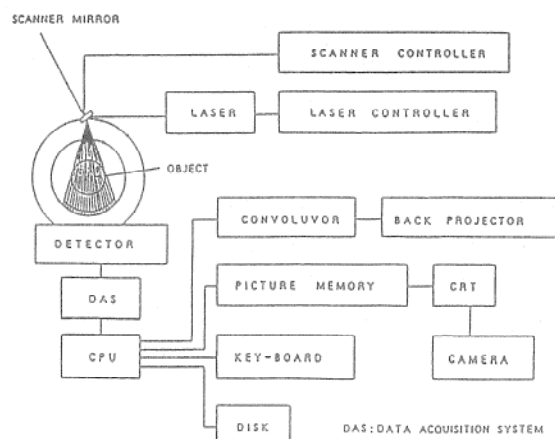 SCANNER MIRROR
SCANNER CONTROLLER
LASER
LASER CONTROLLER
OBJECT
CONVOLUVOR
BACK PROJECTOR
DETECTOR
DAS
PICTURE MEMORY
CRT
CPU
KEY-BOARD
CAMERA
DISK
DAS:DATA ACQUISITION SYSTEM